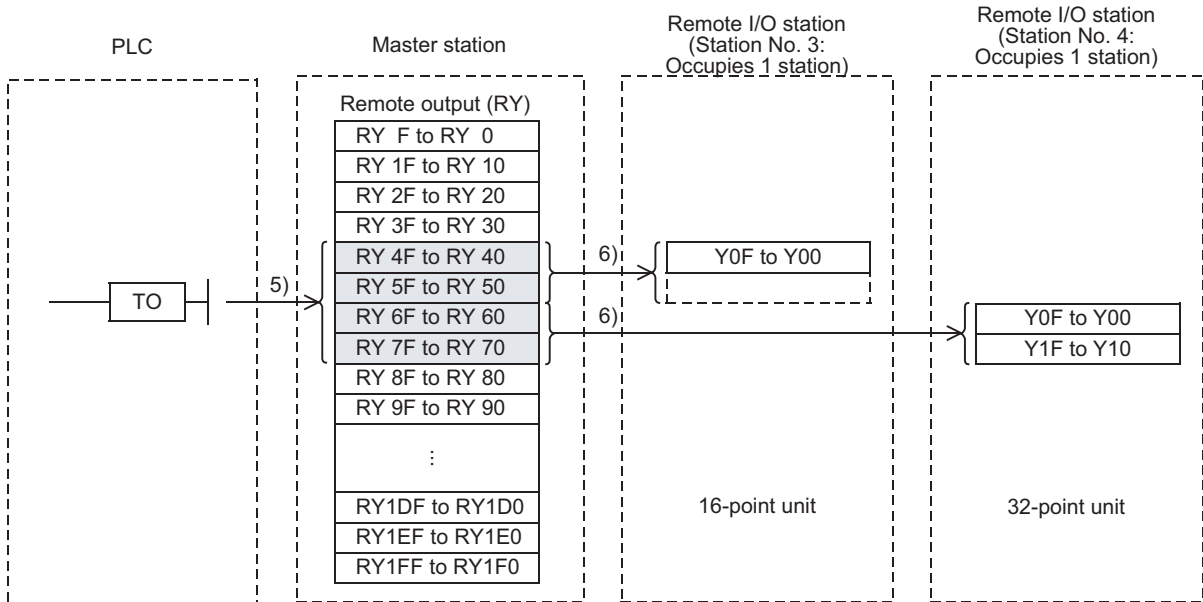 PLC
Master station
Remote I/O station
(Station No. 3:
Occupies 1 station)
Remote I/O station
(Station No. 4:
Occupies 1 station)
Remote output (RY)
RY F to RY 0
RY 1F to RY 10
RY 2F to RY 20
RY 3F to RY 30
RY 4F to RY 40
RY 5F to RY 50
RY 6F to RY 60
RY 7F to RY 70
RY 8F to RY 80
RY 9F to RY 90
⋮
RY1DF to RY1D0
RY1EF to RY1E0
RY1FF to RY1F0
TO
5)
6)
6)
Y0F to Y00
Y0F to Y00
Y1F to Y10
16-point unit
32-point unit